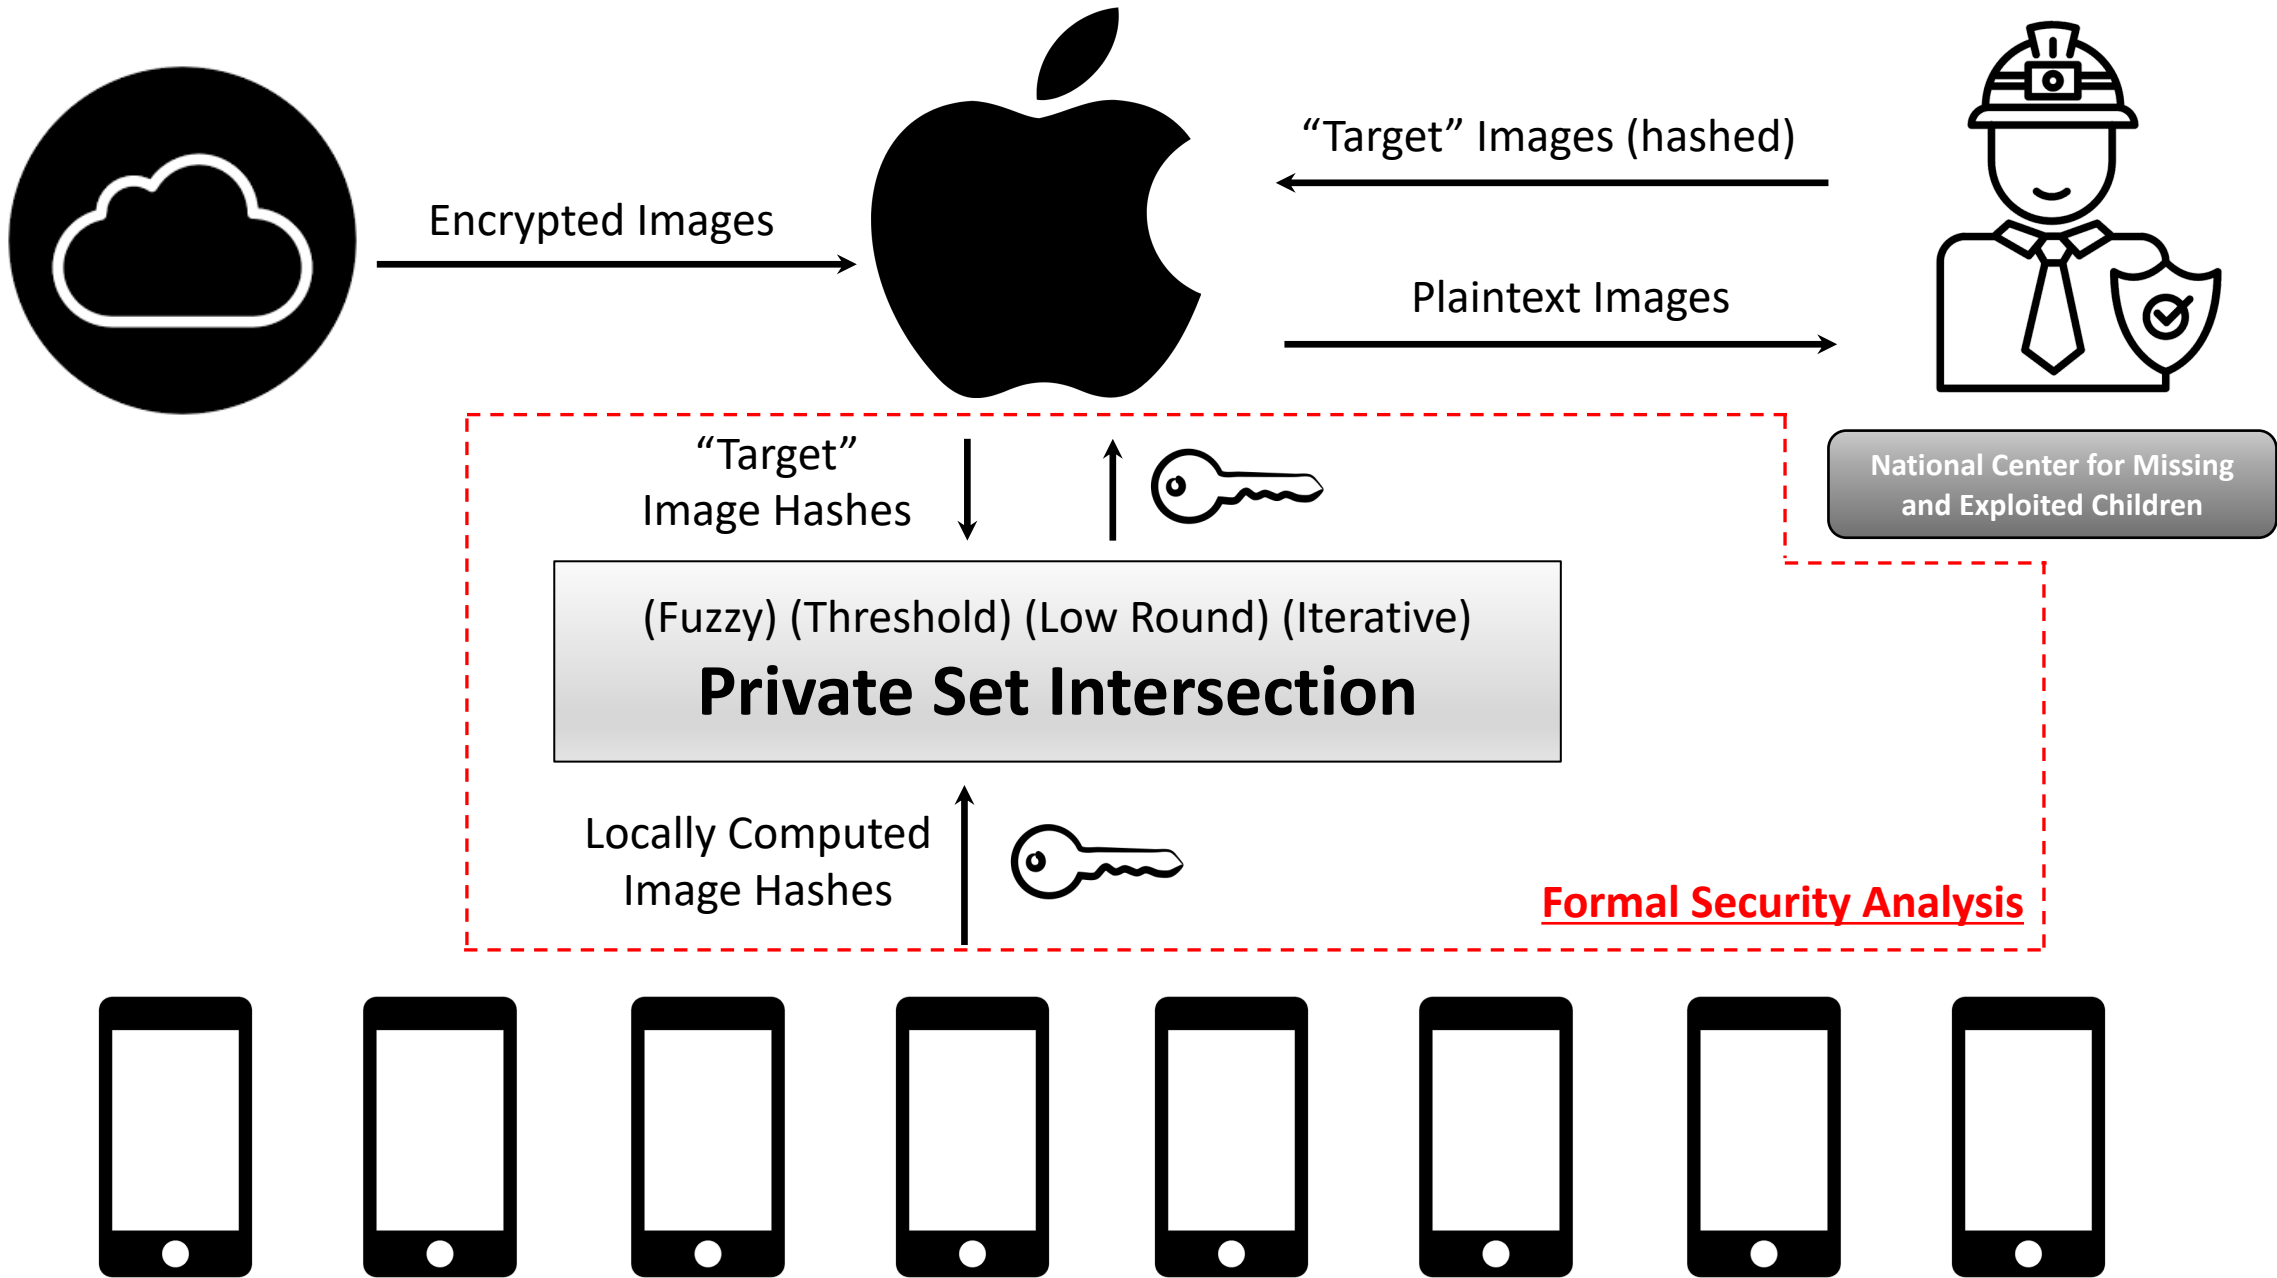 “Target” Images (hashed)
Encrypted Images
Plaintext Images
“Target”
Image Hashes
National Center for Missing
and Exploited Children
(Fuzzy) (Threshold) (Low Round) (Iterative)
Private Set Intersection
Locally Computed
Image Hashes
Formal Security Analysis